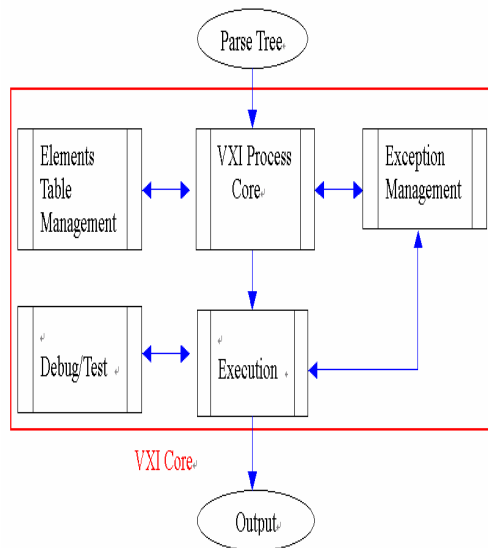 Parse Tree
Elements
Table
Management
VXI Process
Core
Exception
Management
Debug/Test
Execution
VXI Core
Output